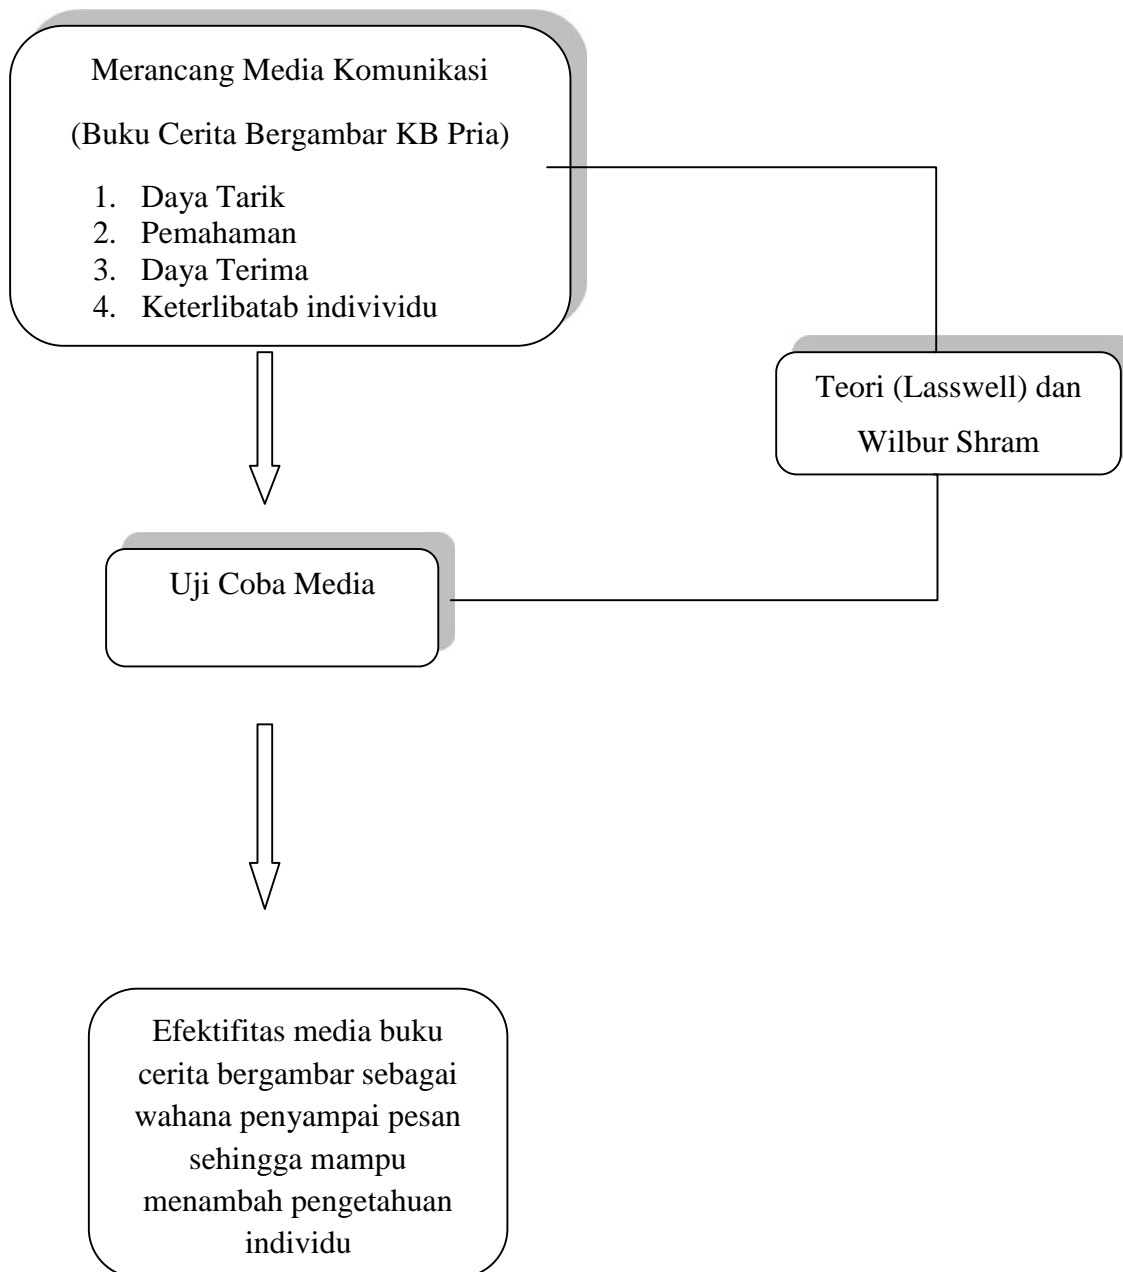 Merancang Media Komunikasi
(Buku Cerita Bergambar KB Pria)
1. Daya Tarik
2. Pemahaman
3. Daya Terima
4. Keterlibatab indivividu
Teori (Lasswell) dan
Wilbur Shram
Uji Coba Media
Efektifitas media buku
cerita bergambar sebagai
wahana penyampai pesan
sehingga mampu
menambah pengetahuan
individu